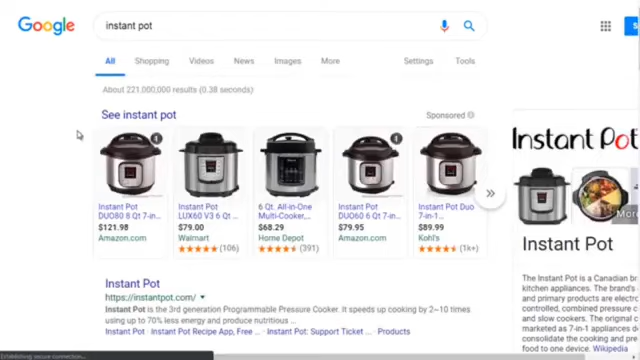 Google
instant pot
All Shopping Videos News Images More Settings Tools
About 221,000,000 results (0.38 seconds)
See instant pot
Sponsored
Instant Pot
DUO80 8 Qt 7-in...
$121.98
Amazon.com
Instant Pot
LUX60 V3 6 Qt ...
$79.00
Walmart
(106)
6 Qt. All-in-One
Multi-Cooker,
$68.29
Home Depot
(391)
Instant Pot
DUO60 6 Qt 7-in...
$79.95
Amazon.com
Instant Pot Duo
7-in-1...
$89.99
Kohl's
(1k+)
Instant Pot
https://instantpot.com/
Instant Pot is the 3rd generation Programmable Pressure Cooker. It speeds up cooking by 2~10 times
using up to 70% less energy and produce nutritious ...
Instant Pot · Instant Pot Recipe App, Free ... · Instant Pot: Support Ticket ... · Products
Instant Pot
More
Instant Pot
The Instant Pot is a Canadian
kitchen appliances. The brand's
and primary products are
controlled, combined pressure
and slow cookers. The original
marketed as 7-in-1 appliances
consolidate the cooking and
food to one device. Wikipedia
Establishing secure connection...